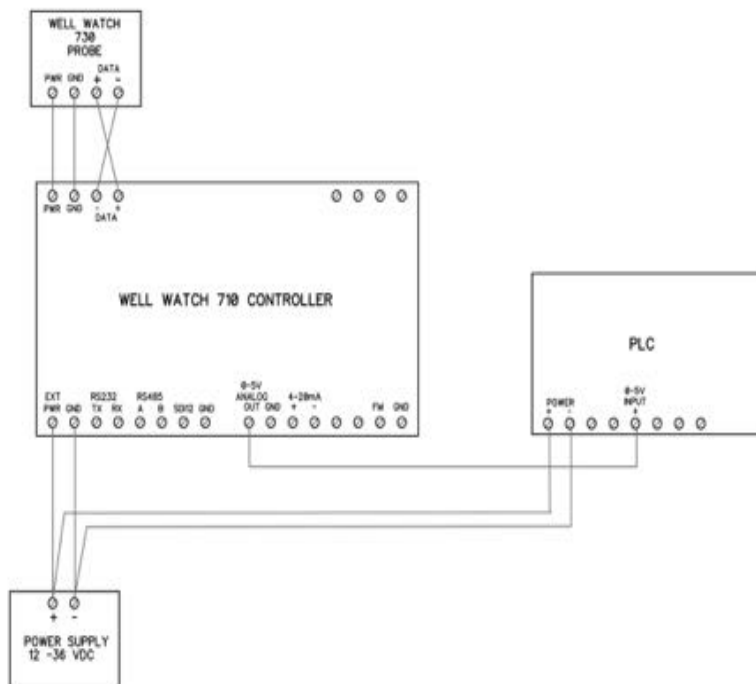 WELL WATCH
730
PROBE
DATA
PWR GND + -
PWR GND - +
DATA
WELL WATCH 710 CONTROLLER
PLC
EXT RS232 RS485 0-5V
ANALOG 4-20mA
PWR GND TX RX A B SDI12 GND OUT GND + - FM GND
0-5V
POWER INPUT
+ - +
+ -
POWER SUPPLY
12 -36 VDC